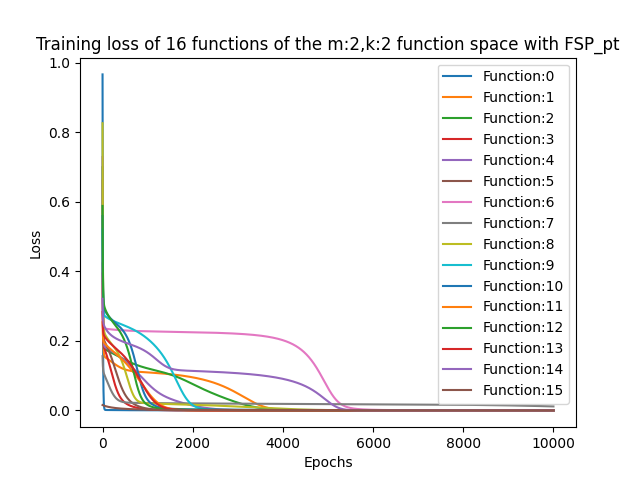 Training loss of 16 functions of the m:2,k:2 function space with FSP_pt
1.0
0.8
0.6
0.4
0.2
0.0
Loss
0 2000 4000 6000 8000 10000
Epochs
Function:0
Function:1
Function:2
Function:3
Function:4
Function:5
Function:6
Function:7
Function:8
Function:9
Function:10
Function:11
Function:12
Function:13
Function:14
Function:15